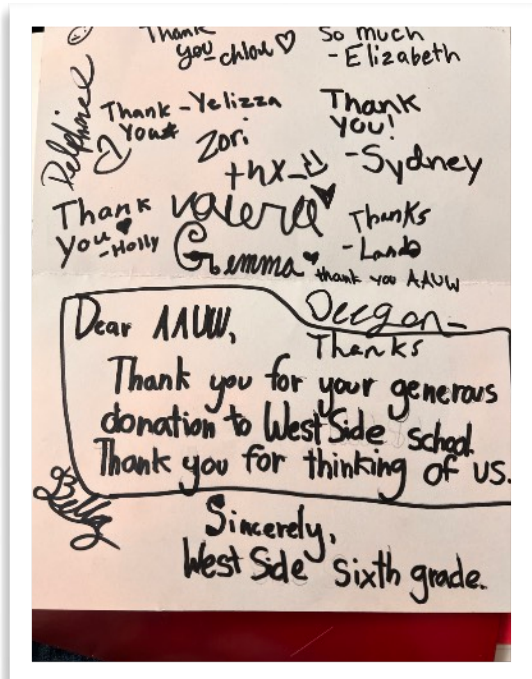 Thank
you chloe
So much
- Elizabeth
Delphine
Thank
You
- Yelizza
Zori
thx
Thank
You!
- Sydney
Thank
You
- Holly
valerie
Gemma
Thanks
- Lando
thank you AAUW
Deegan
Thanks
Dear AAUW,
Thank you for your generous
donation to West Side school.
Thank you for thinking of us.
Bella
Sincerely,
West Side sixth grade.